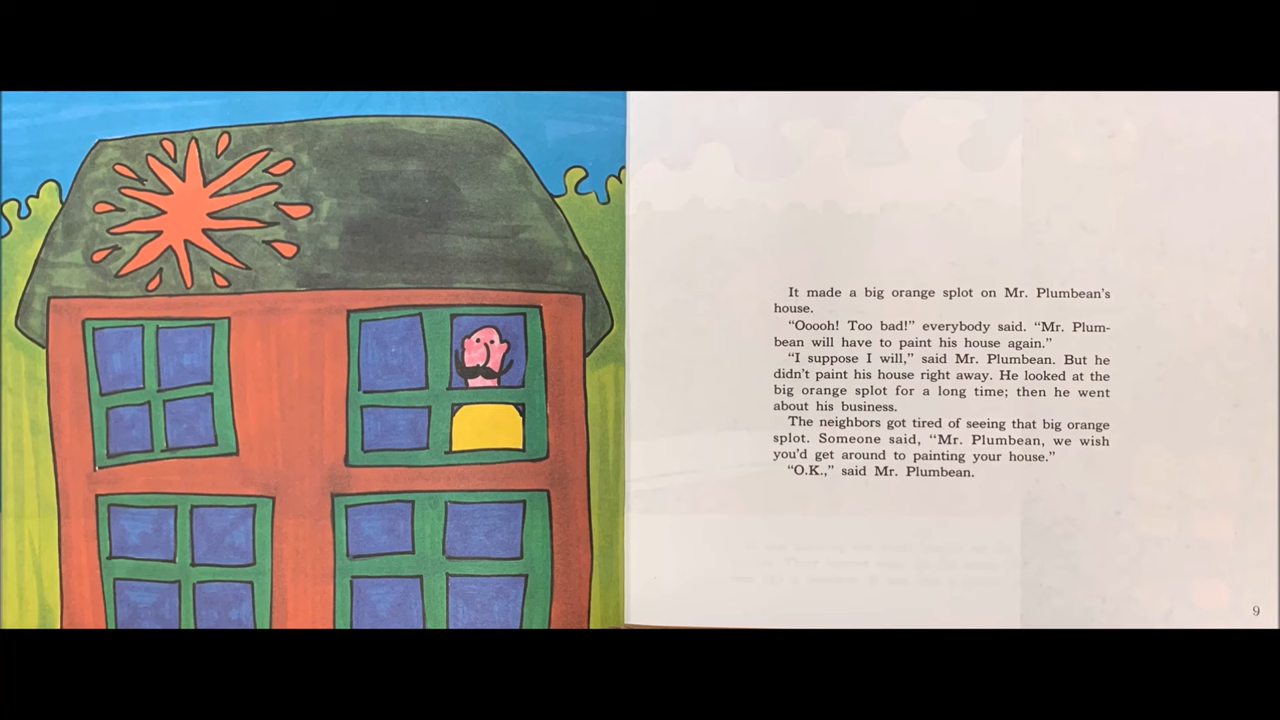 It made a big orange splot on Mr. Plumbean's
house.
“Ooooh! Too bad!” everybody said. “Mr. Plum-
bean will have to paint his house again.”
“I suppose I will,” said Mr. Plumbean. But he
didn't paint his house right away. He looked at the
big orange splot for a long time; then he went
about his business.
The neighbors got tired of seeing that big orange
splot. Someone said, “Mr. Plumbean, we wish
you'd get around to painting your house.”
“O.K.,” said Mr. Plumbean.
9